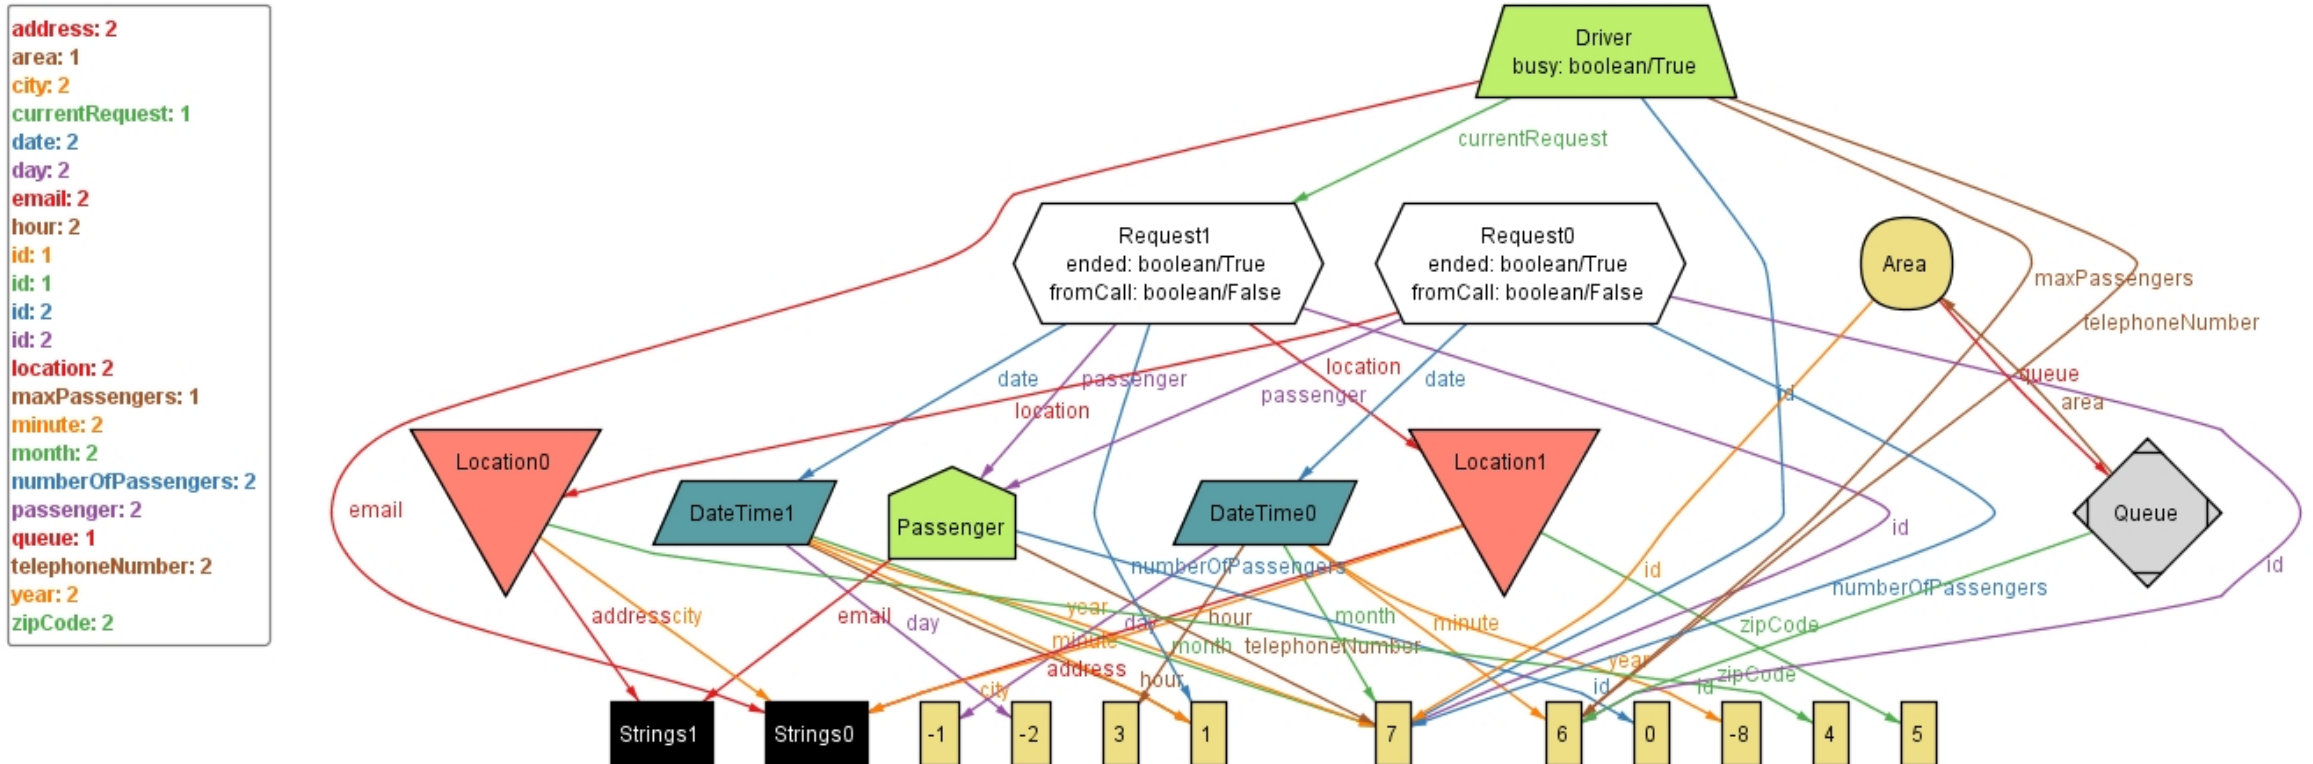 address: 2
area: 1
city: 2
currentRequest: 1
date: 2
day: 2
email: 2
hour: 2
id: 1
id: 1
id: 2
id: 2
location: 2
maxPassengers: 1
minute: 2
month: 2
numberOfPassengers: 2
passenger: 2
queue: 1
telephoneNumber: 2
year: 2
zipCode: 2
Driver
busy: boolean/True
currentRequest
Request1
ended: boolean/True
fromCall: boolean/False
Request0
ended: boolean/True
fromCall: boolean/False
Area
maxPassengers
telephoneNumber
location
date
passenger
date
queue
id
passenger
area
location
Location0
Location1
email
DateTime1
Passenger
DateTime0
Queue
id
numberOfPassengers
id
id
numberOfPassengers
year
address
city
email
day
day
hour
month
minute
zipCode
minute
month
telephoneNumber
address
year
zipCode
hour
city
id
id
Strings1
Strings0
-1
-2
3
1
7
6
0
-8
4
5